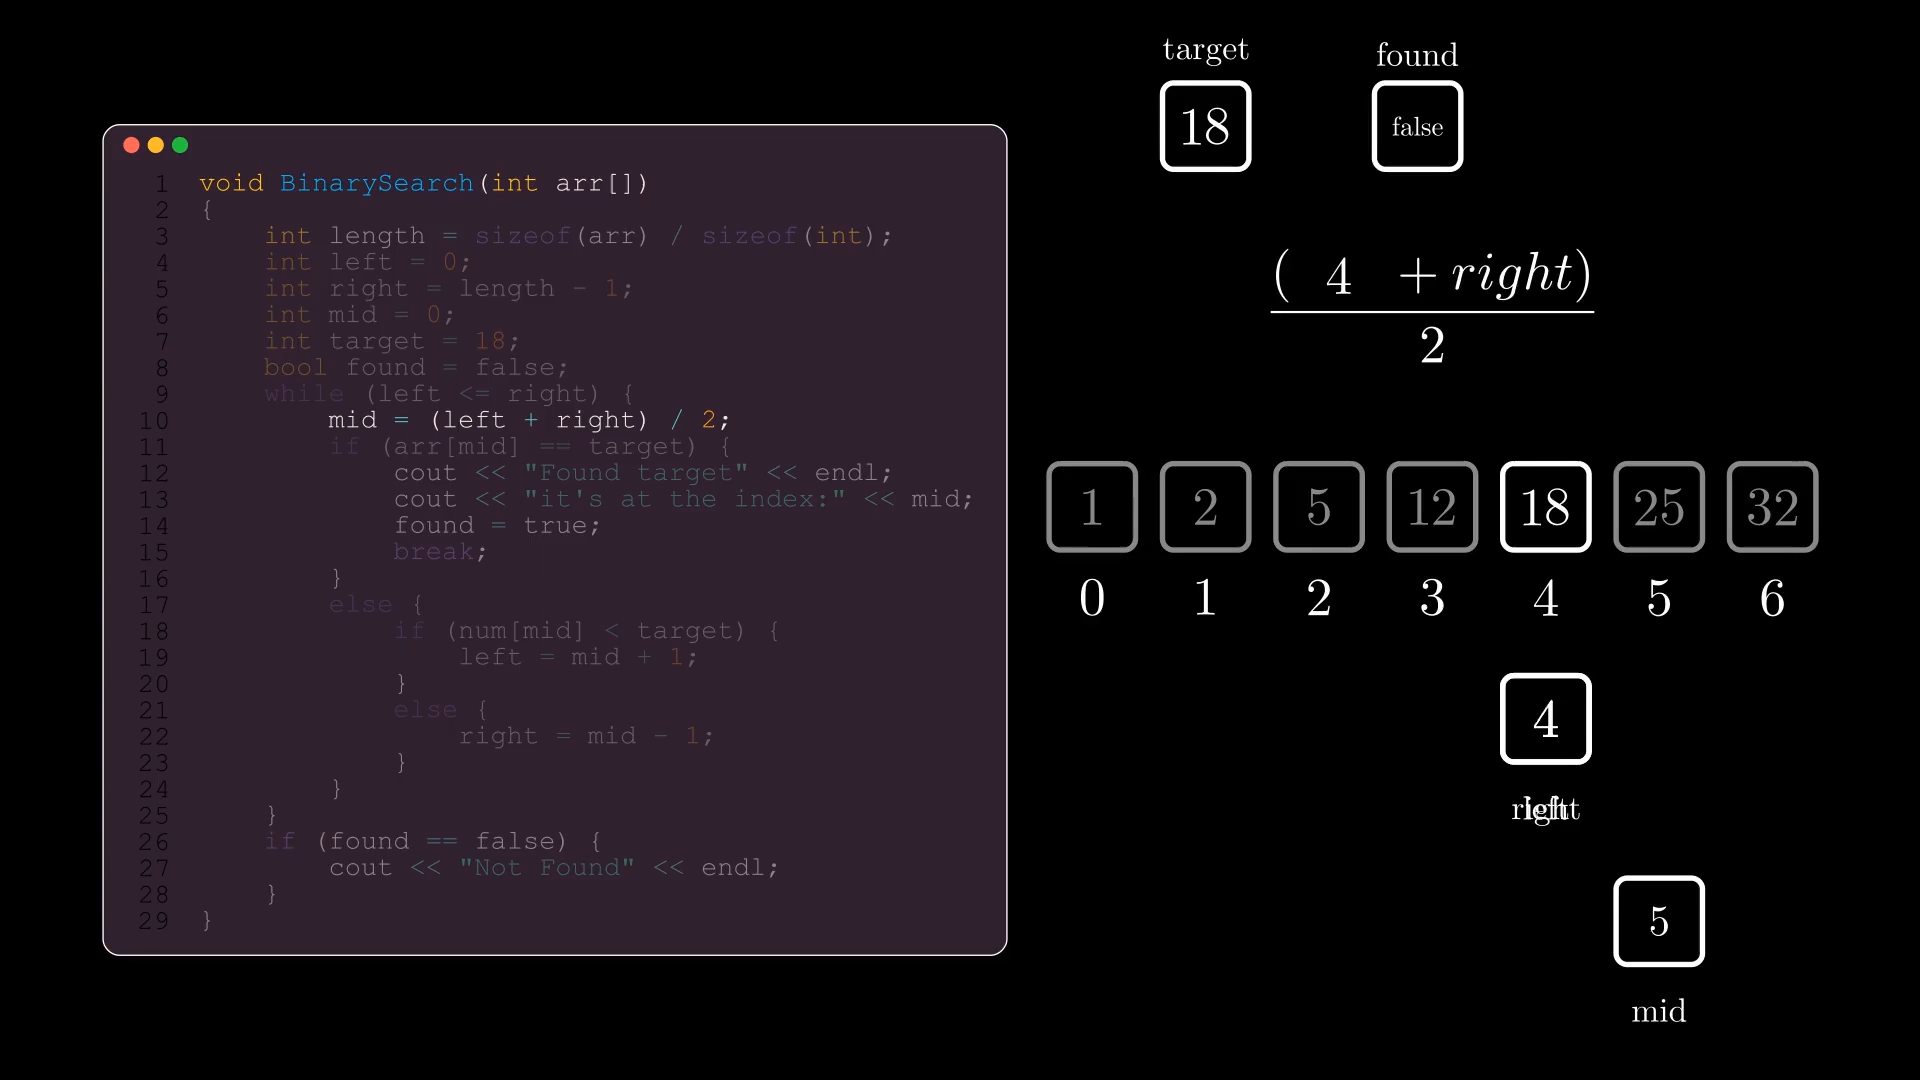 1 void BinarySearch(int arr[])
2 {
3 int length = sizeof(arr) / sizeof(int);
4 int left = 0;
5 int right = length - 1;
6 int mid = 0;
7 int target = 18;
8 bool found = false;
9 while (left <= right) {
10 mid = (left + right) / 2;
11 if (arr[mid] == target) {
12 cout << "Found target" << endl;
13 cout << "it's at the index:" << mid;
14 found = true;
15 break;
16 }
17 else {
18 if (num[mid] < target) {
19 left = mid + 1;
20 }
21 else {
22 right = mid - 1;
23 }
24 }
25 }
26 if (found == false) {
27 cout << "Not Found" << endl;
28 }
29 }
target found
18 false
( 4 + right)
2
1 2 5 12 18 25 32
0 1 2 3 4 5 6
4
right left
5
mid